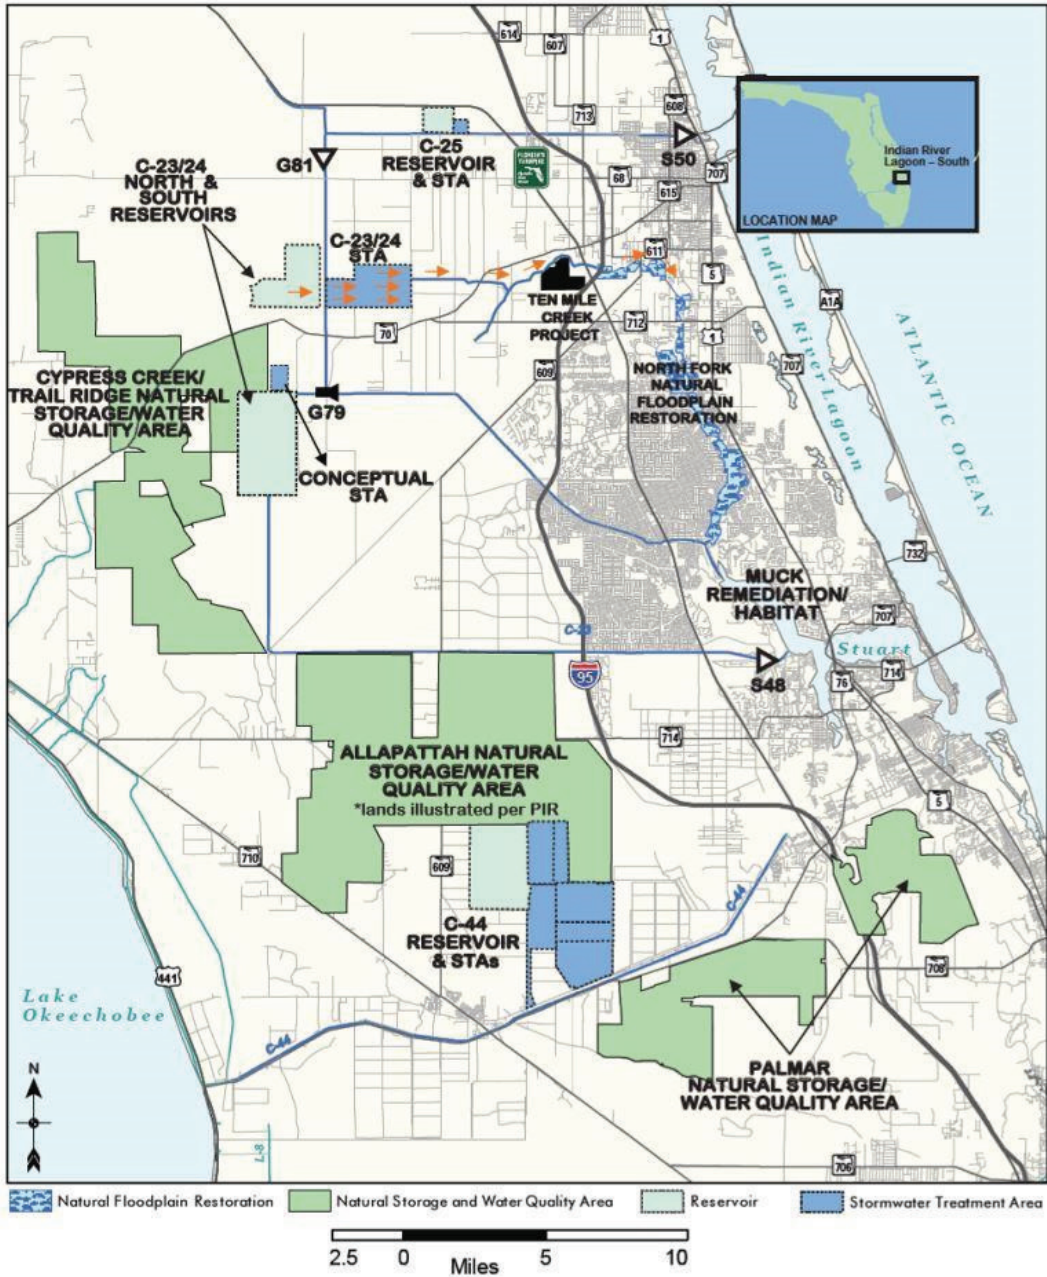 614
607
1
713
608
S50
G81
C-25
RESERVOIR
& STA
FLORIDA'S
TURNPIKE
68
615
707
Indian River
Lagoon – South
LOCATION MAP
C-23/24
NORTH &
SOUTH
RESERVOIRS
C-23/24
STA
611
5
70
TEN MILE
CREEK
PROJECT
712
1
609
707
A1A
Indian River Lagoon
ATLANTIC OCEAN
CYPRESS CREEK/
TRAIL RIDGE NATURAL
STORAGE/WATER
QUALITY AREA
G79
NORTH FORK
NATURAL
FLOODPLAIN
RESTORATION
CONCEPTUAL
STA
732
MUCK
REMEDIATION/
HABITAT
707
C-23
Stuart
95
S48
76
714
714
ALLAPATTAH NATURAL
STORAGE/WATER
QUALITY AREA
*lands illustrated per PIR
5
710
609
C-44
C-44
RESERVOIR
& STAs
441
708
Lake
Okeechobee
C-44
PALMAR
NATURAL STORAGE/
WATER QUALITY AREA
N
L-8
706
Natural Floodplain Restoration
Natural Storage and Water Quality Area
Reservoir
Stormwater Treatment Area
2.5 0 5 10
Miles